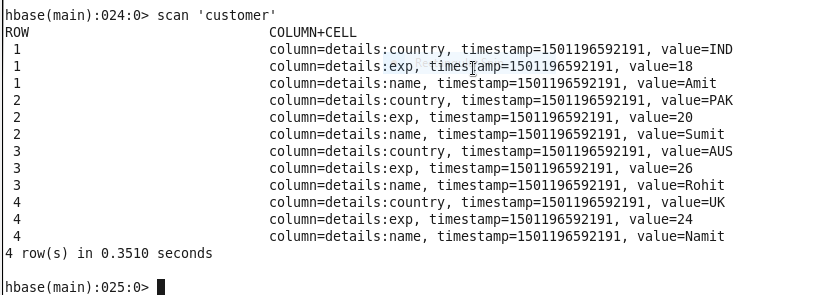 hbase(main):024:0> scan 'customer'
ROW COLUMN+CELL
1 column=details:country, timestamp=1501196592191, value=IND
1 column=details:exp, timestamp=1501196592191, value=18
1 column=details:name, timestamp=1501196592191, value=Amit
2 column=details:country, timestamp=1501196592191, value=PAK
2 column=details:exp, timestamp=1501196592191, value=20
2 column=details:name, timestamp=1501196592191, value=Sumit
3 column=details:country, timestamp=1501196592191, value=AUS
3 column=details:exp, timestamp=1501196592191, value=26
3 column=details:name, timestamp=1501196592191, value=Rohit
4 column=details:country, timestamp=1501196592191, value=UK
4 column=details:exp, timestamp=1501196592191, value=24
4 column=details:name, timestamp=1501196592191, value=Namit
4 row(s) in 0.3510 seconds
hbase(main):025:0>